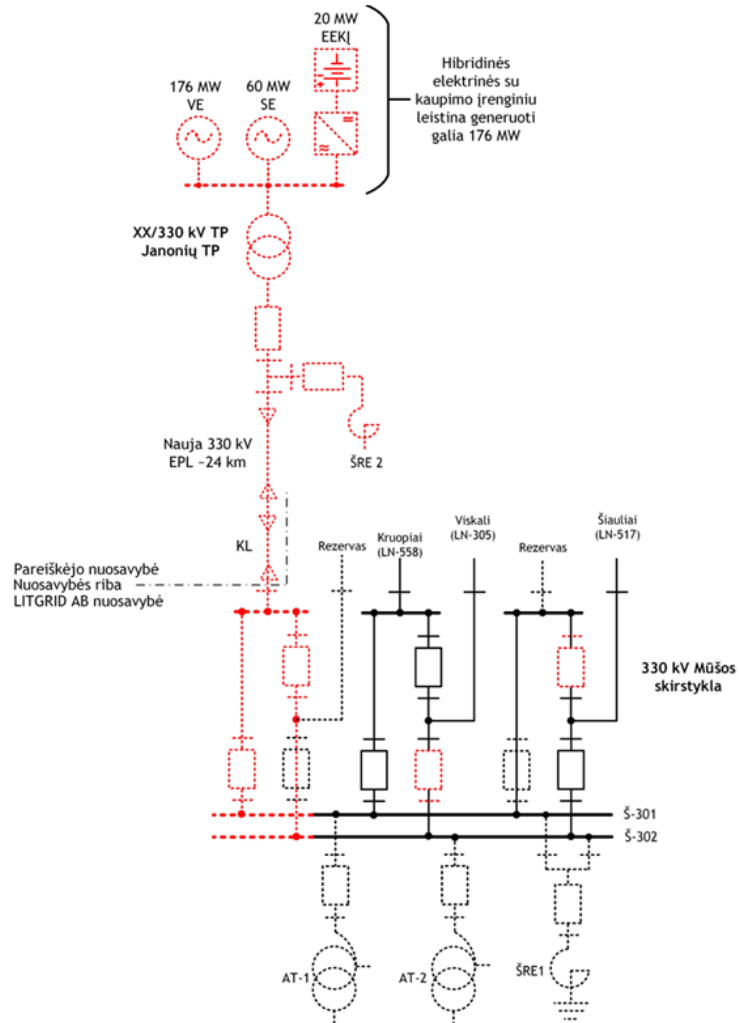 20 MW
EEKĮ
176 MW
VE
60 MW
SE
Hibridinės
elektrinės su
kaupimo įrenginiu
leistina generuoti
galia 176 MW
XX/330 kV TP
Janonių TP
ŠRE 2
Nauja 330 kV
EPL ~24 km
KL
Pareiškėjo nuosavybė
Nuosavybės riba
LITGRID AB nuosavybė
Rezervas
Kruopiai
(LN-558)
Viskali
(LN-305)
Rezervas
Šiauliai
(LN-517)
330 kV Mūšos
skirstykla
Š-301
Š-302
AT-1
AT-2
ŠRE1